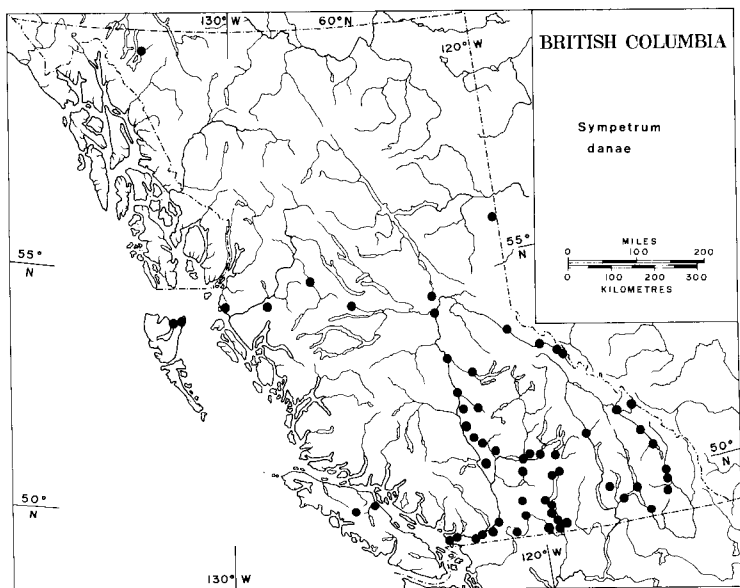 130° W
60° N
120° W
BRITISH COLUMBIA
Sympetrum
danae
55°
N
55°
N
MILES
0 100 200
0 100 200 300
KILOMETRES
50°
N
50°
N
130° W
120°
W